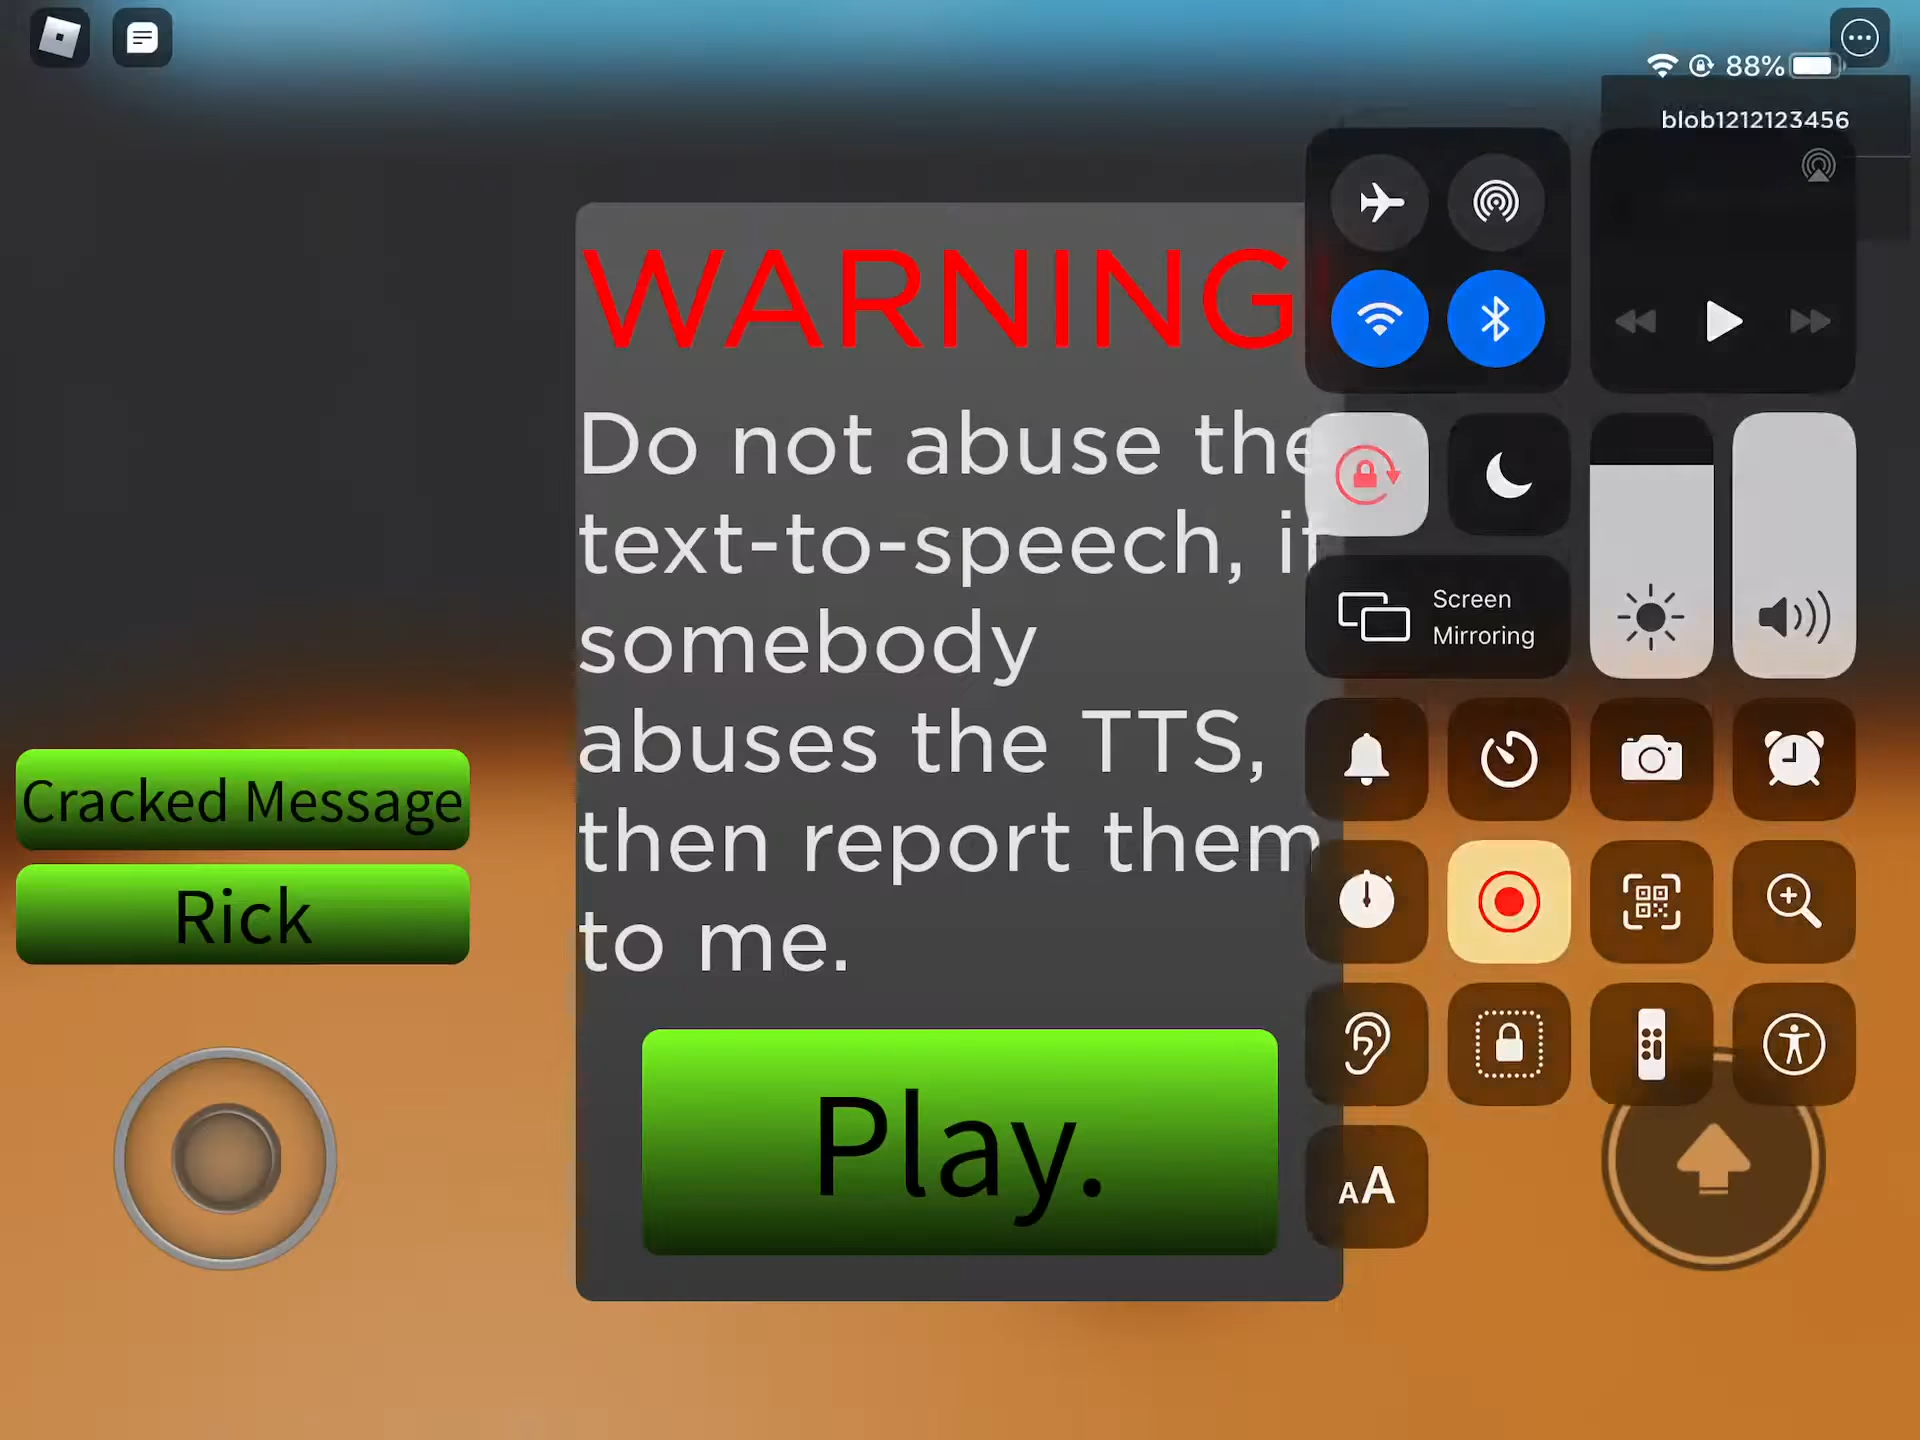 88%
blob1212123456
WARNING
Do not abuse the
text-to-speech, if
somebody
abuses the TTS,
then report them
to me.
Screen
Mirroring
Cracked Message
Rick
Play.
AA